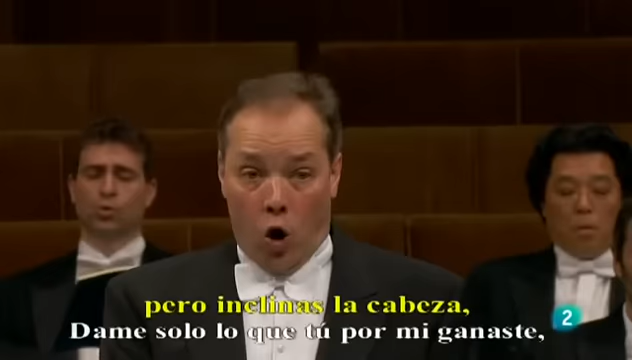 pero inclinas la cabeza,
Dame solo lo que tú por mi ganaste,
2